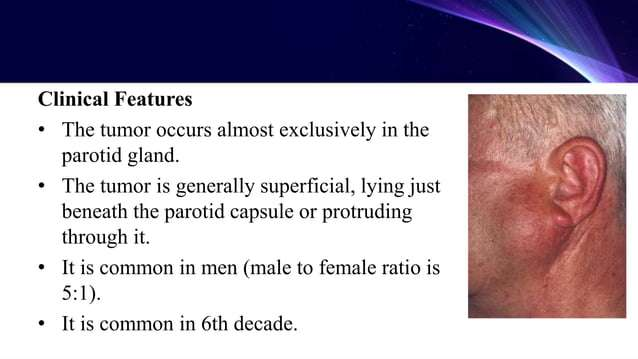 Clinical Features
• The tumor occurs almost exclusively in the
parotid gland.
• The tumor is generally superficial, lying just
beneath the parotid capsule or protruding
through it.
• It is common in men (male to female ratio is
5:1).
• It is common in 6th decade.